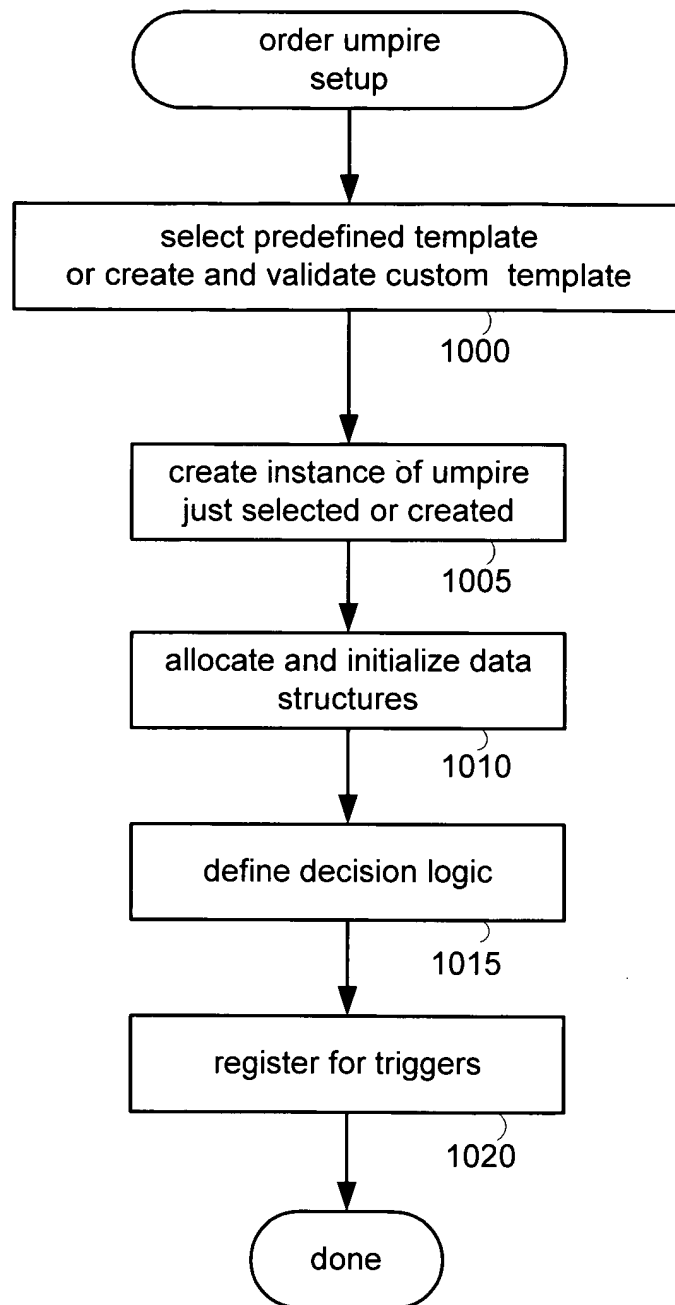 order umpire
setup
select predefined template
or create and validate custom template
1000
create instance of umpire
just selected or created
1005
allocate and initialize data
structures
1010
define decision logic
1015
register for triggers
1020
done